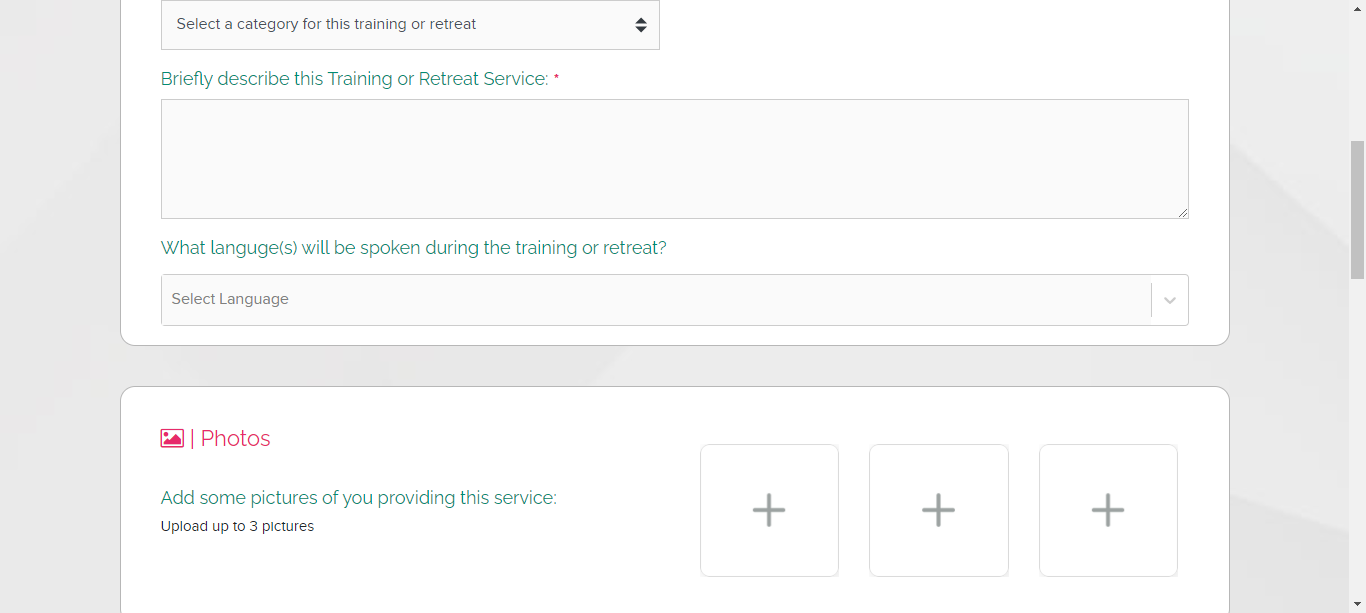 Select a category for this training or retreat
Briefly describe this Training or Retreat Service: *
What languge(s) will be spoken during the training or retreat?
Select Language
| Photos
Add some pictures of you providing this service:
Upload up to 3 pictures